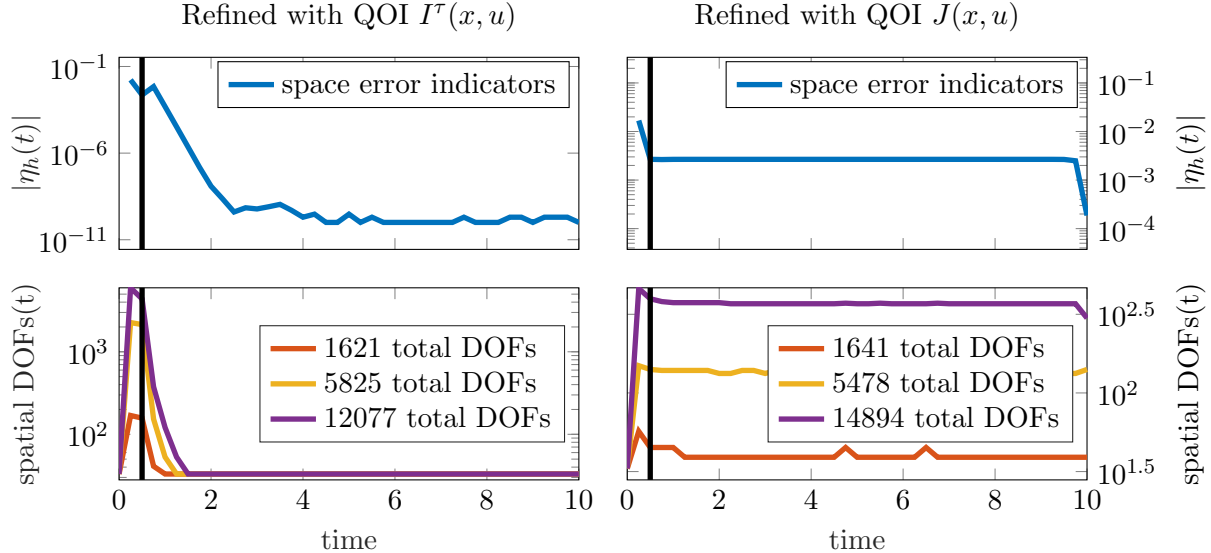 Refined with QOI I^τ(x, u)
Refined with QOI J(x, u)
|η_h(t)|
10^−1
10^−6
10^−11
space error indicators
space error indicators
10^−1
10^−2
10^−3
10^−4
|η_h(t)|
spatial DOFs(t)
10^3
10^2
1621 total DOFs
5825 total DOFs
12077 total DOFs
0 2 4 6 8 10
time
1641 total DOFs
5478 total DOFs
14894 total DOFs
10^2.5
10^2
10^1.5
spatial DOFs(t)
0 2 4 6 8 10
time